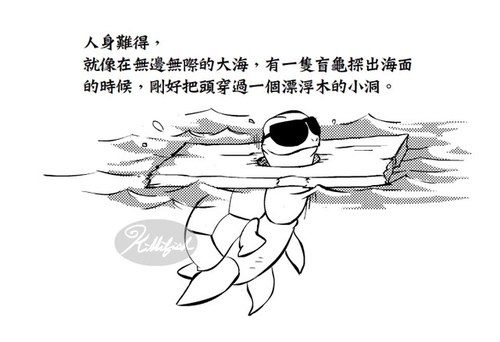 人身難得，
就像在無邊無際的大海，有一隻盲龜探出海面
的時候，剛好把頭穿過一個漂浮木的小洞。
Killifish